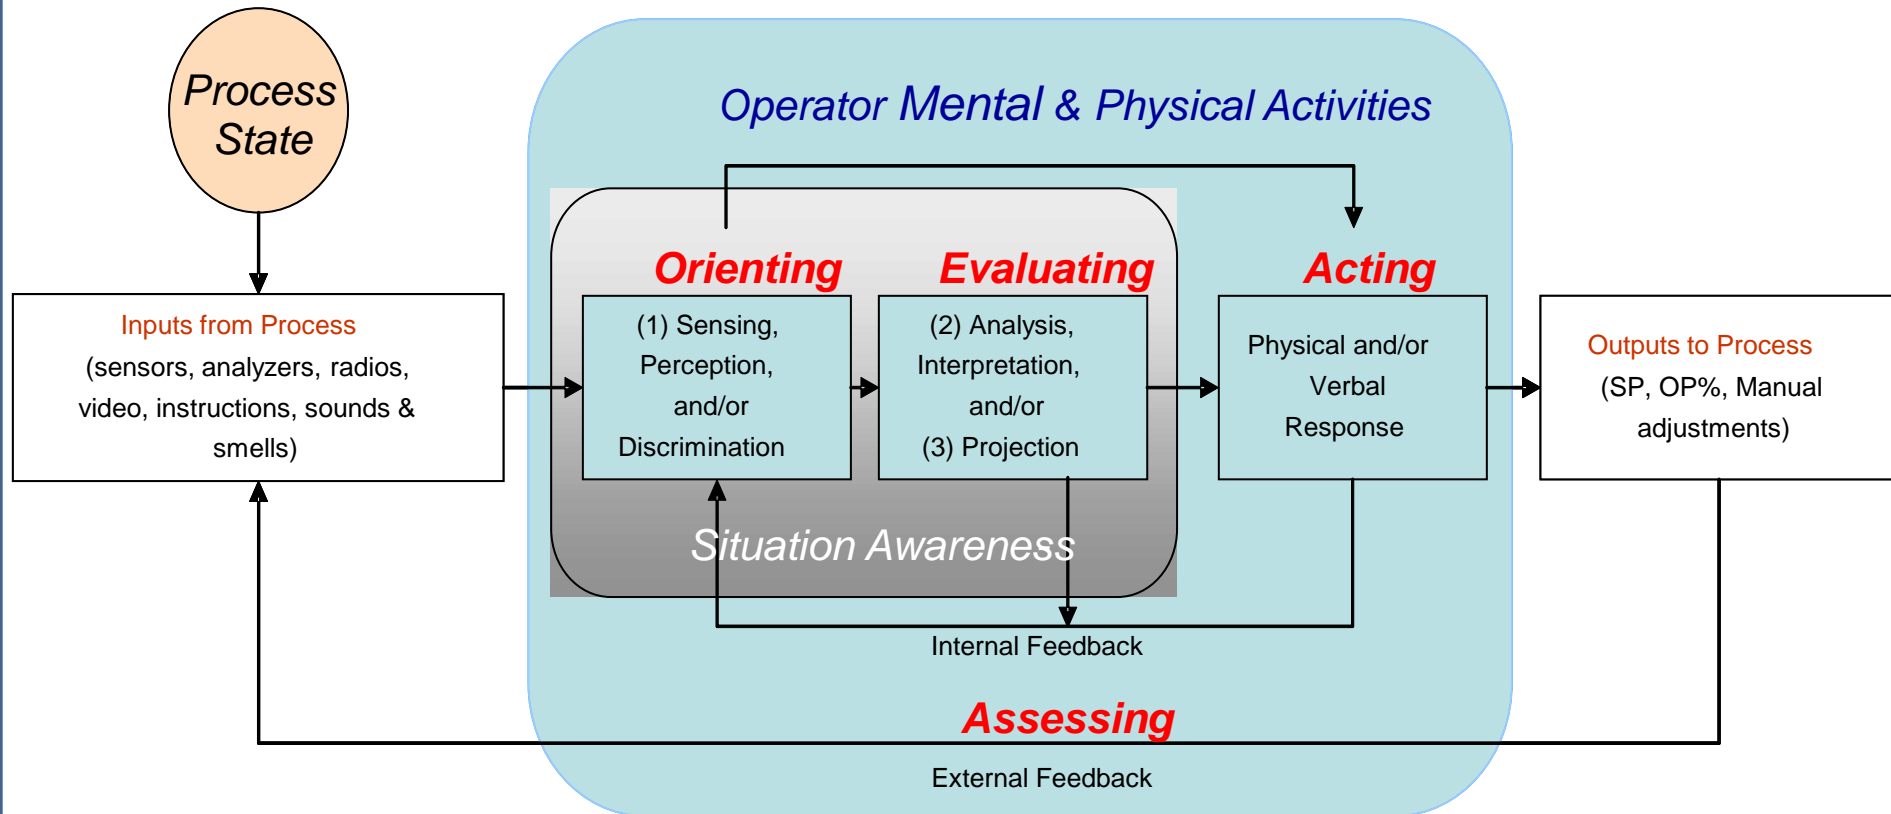 Process
State
Operator Mental & Physical Activities
Orienting
Evaluating
Acting
Inputs from Process
(sensors, analyzers, radios,
video, instructions, sounds &
smells)
(1) Sensing,
Perception,
and/or
Discrimination
(2) Analysis,
Interpretation,
and/or
(3) Projection
Physical and/or
Verbal
Response
Outputs to Process
(SP, OP%, Manual
adjustments)
Situation Awareness
Internal Feedback
Assessing
External Feedback